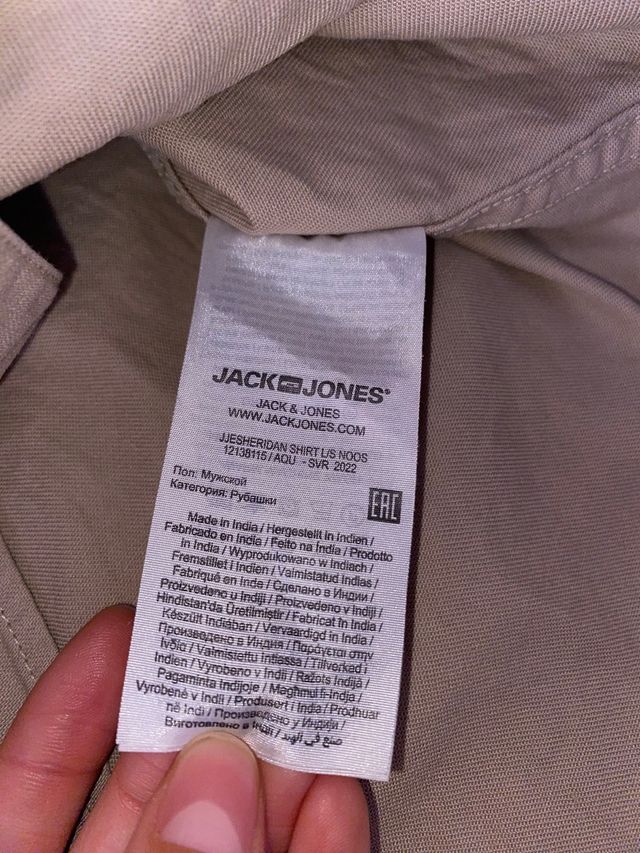 JACK JONES®
JACK & JONES
WWW.JACKJONES.COM
JJESHERIDAN SHIRT L/S NOOS
12138115 / AQU - SVR 2022
Пол: Мужской
Категория: Рубашки
EAC
Made in India / Hergestellt in Indien /
Fabricado en India / Feito na Índia / Prodotto
in India / Wyprodukowano w Indiach /
Fremstillet i Indien / Valmistatud Indias /
Fabriqué en Inde / Сделано в Индии /
Proizvedeno u Indiji / Proizvedeno v Indiji /
Hindistan'da Üretilmiştir / Fabricat în India /
Készült Indiában / Vervaardigd in India /
Произведено в Индия / Παράγεται στην
Ινδία / Valmistettu Intiassa / Tillverkad i
Indien / Vyrobeno v Indii / Ražots Indijā /
Pagaminta Indijoje / Magħmul fl-Indja /
Vyrobené v Indii / Produsert i India / Prodhuar
në Indi / Произведено у Индији /
Виготовлено в Індії / صنع في الهند